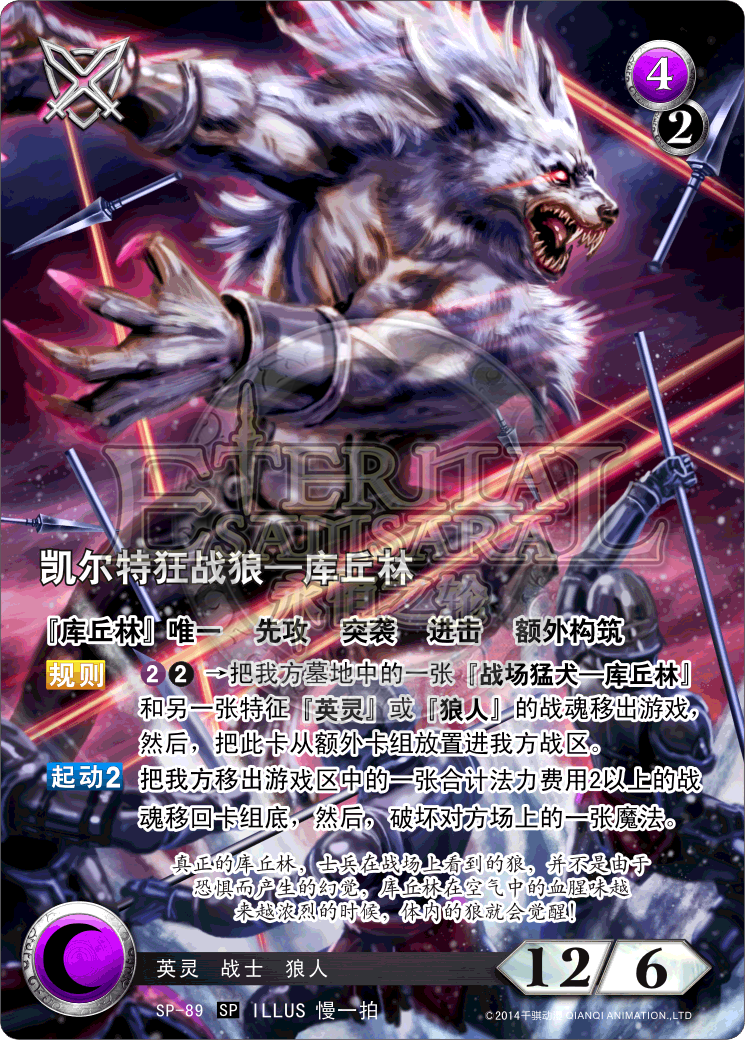 4
2
ETERITAL
SAMSARA
永恒之轮
凯尔特狂战狼—库丘林
『库丘林』唯一 先攻 突袭 进击 额外构筑
规则 2 2 →把我方墓地中的一张『战场猛犬—库丘林』
和另一张特征『英灵』或『狼人』的战魂移出游戏，
然后，把此卡从额外卡组放置进我方战区。
起动2 把我方移出游戏区中的一张合计法力费用2以上的战
魂移回卡组底，然后，破坏对方场上的一张魔法。
真正的库丘林，士兵在战场上看到的狼，并不是由于
恐惧而产生的幻觉，库丘林在空气中的血腥味越
来越浓烈的时候，体内的狼就会觉醒！
英灵 战士 狼人
12/6
SP-89 SP ILLUS 慢一拍
©2014千骐动漫 QIANQI ANIMATION.,LTD